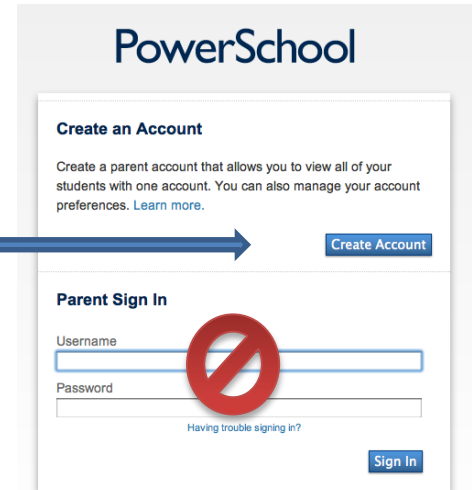 PowerSchool
Create an Account
Create a parent account that allows you to view all of your
students with one account. You can also manage your account
preferences. Learn more.
Create Account
Parent Sign In
Username
Password
Having trouble signing in?
Sign In